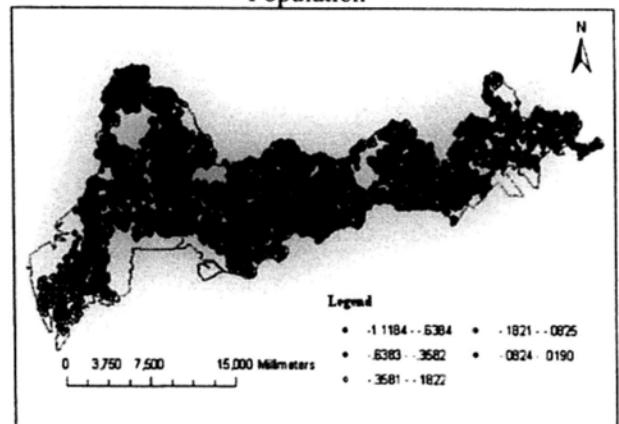 Population
N
Legend
-1.1184 - -.6384
-.1821 - -.0825
-.6383 - -.3582
-.0824 - .0190
-.3581 - -.1822
0 3,750 7,500 15,000 Millimeters